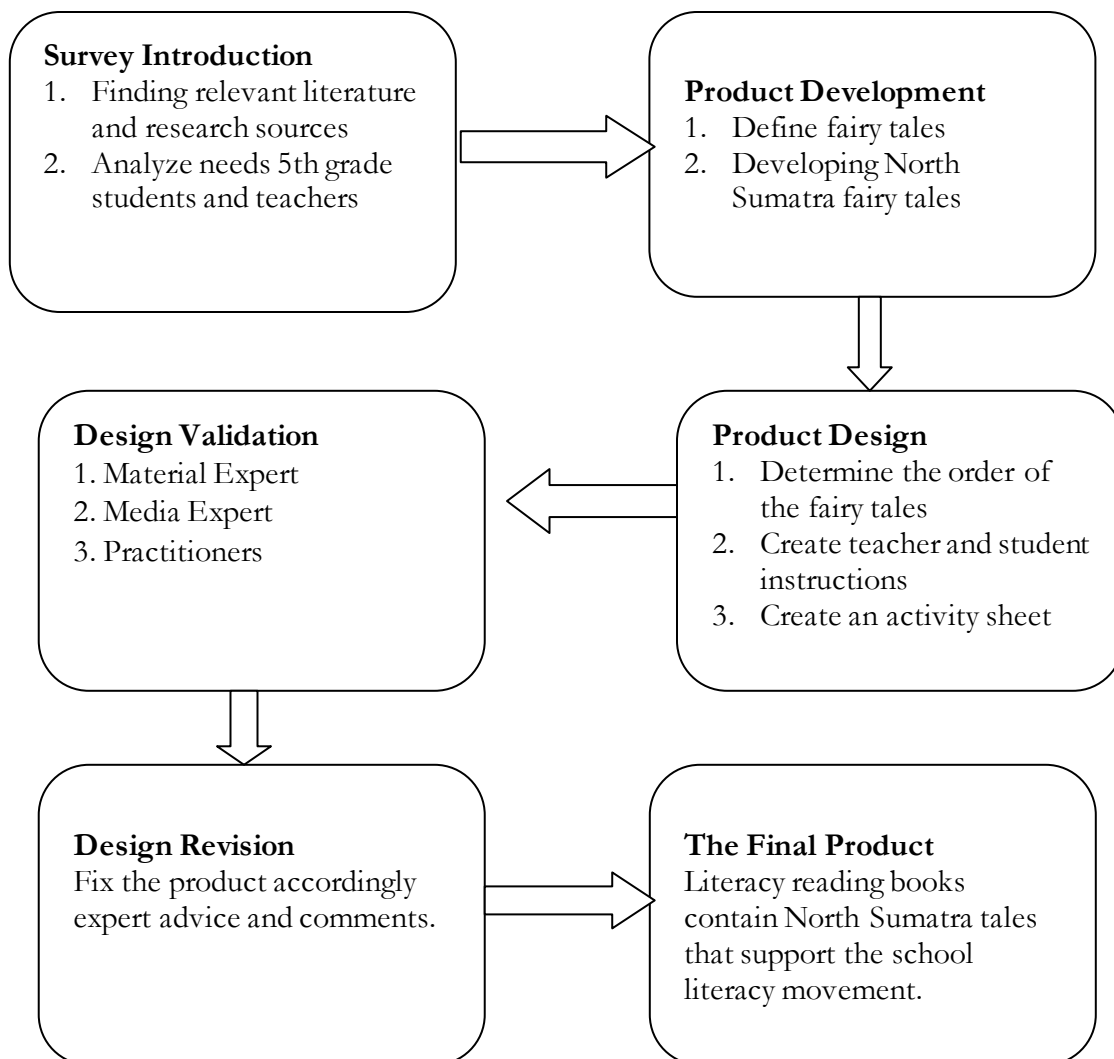 Survey Introduction
1. Finding relevant literature
and research sources
2. Analyze needs 5th grade
students and teachers
Product Development
1. Define fairy tales
2. Developing North
Sumatra fairy tales
Product Design
1. Determine the order of
the fairy tales
2. Create teacher and student
instructions
3. Create an activity sheet
Design Validation
1. Material Expert
2. Media Expert
3. Practitioners
Design Revision
Fix the product accordingly
expert advice and comments.
The Final Product
Literacy reading books
contain North Sumatra tales
that support the school
literacy movement.